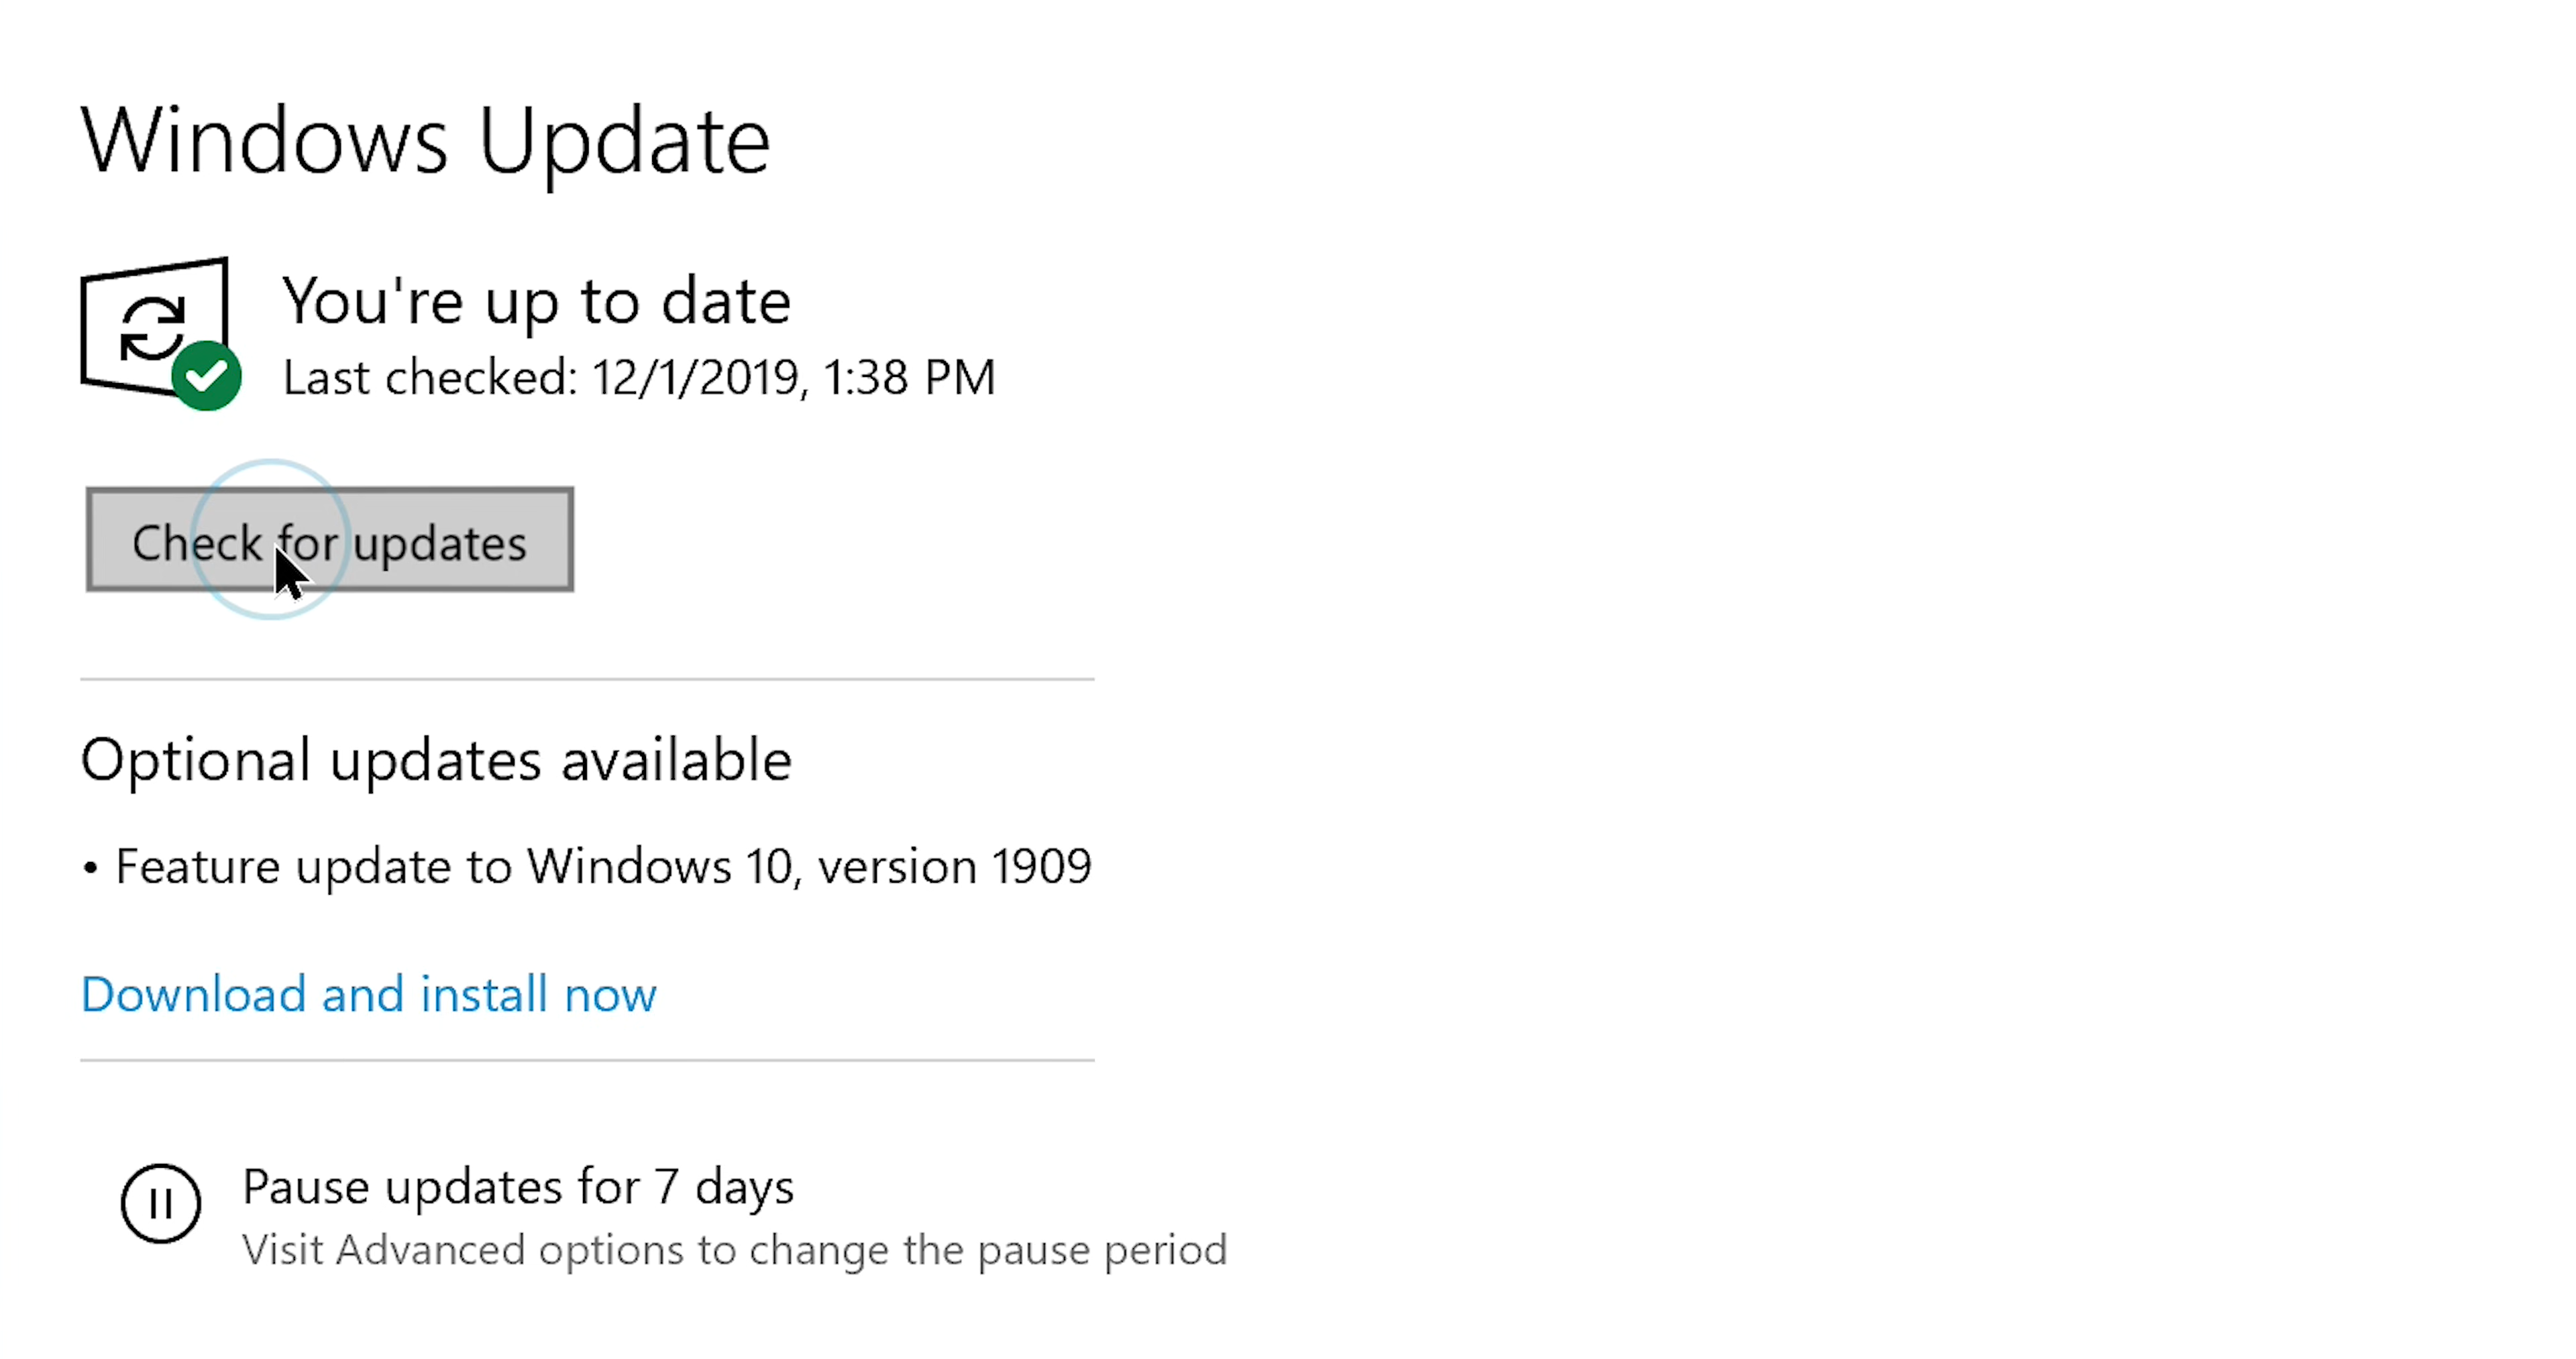 Windows Update
You're up to date
Last checked: 12/1/2019, 1:38 PM
Check for updates
Optional updates available
• Feature update to Windows 10, version 1909
Download and install now
Pause updates for 7 days
Visit Advanced options to change the pause period